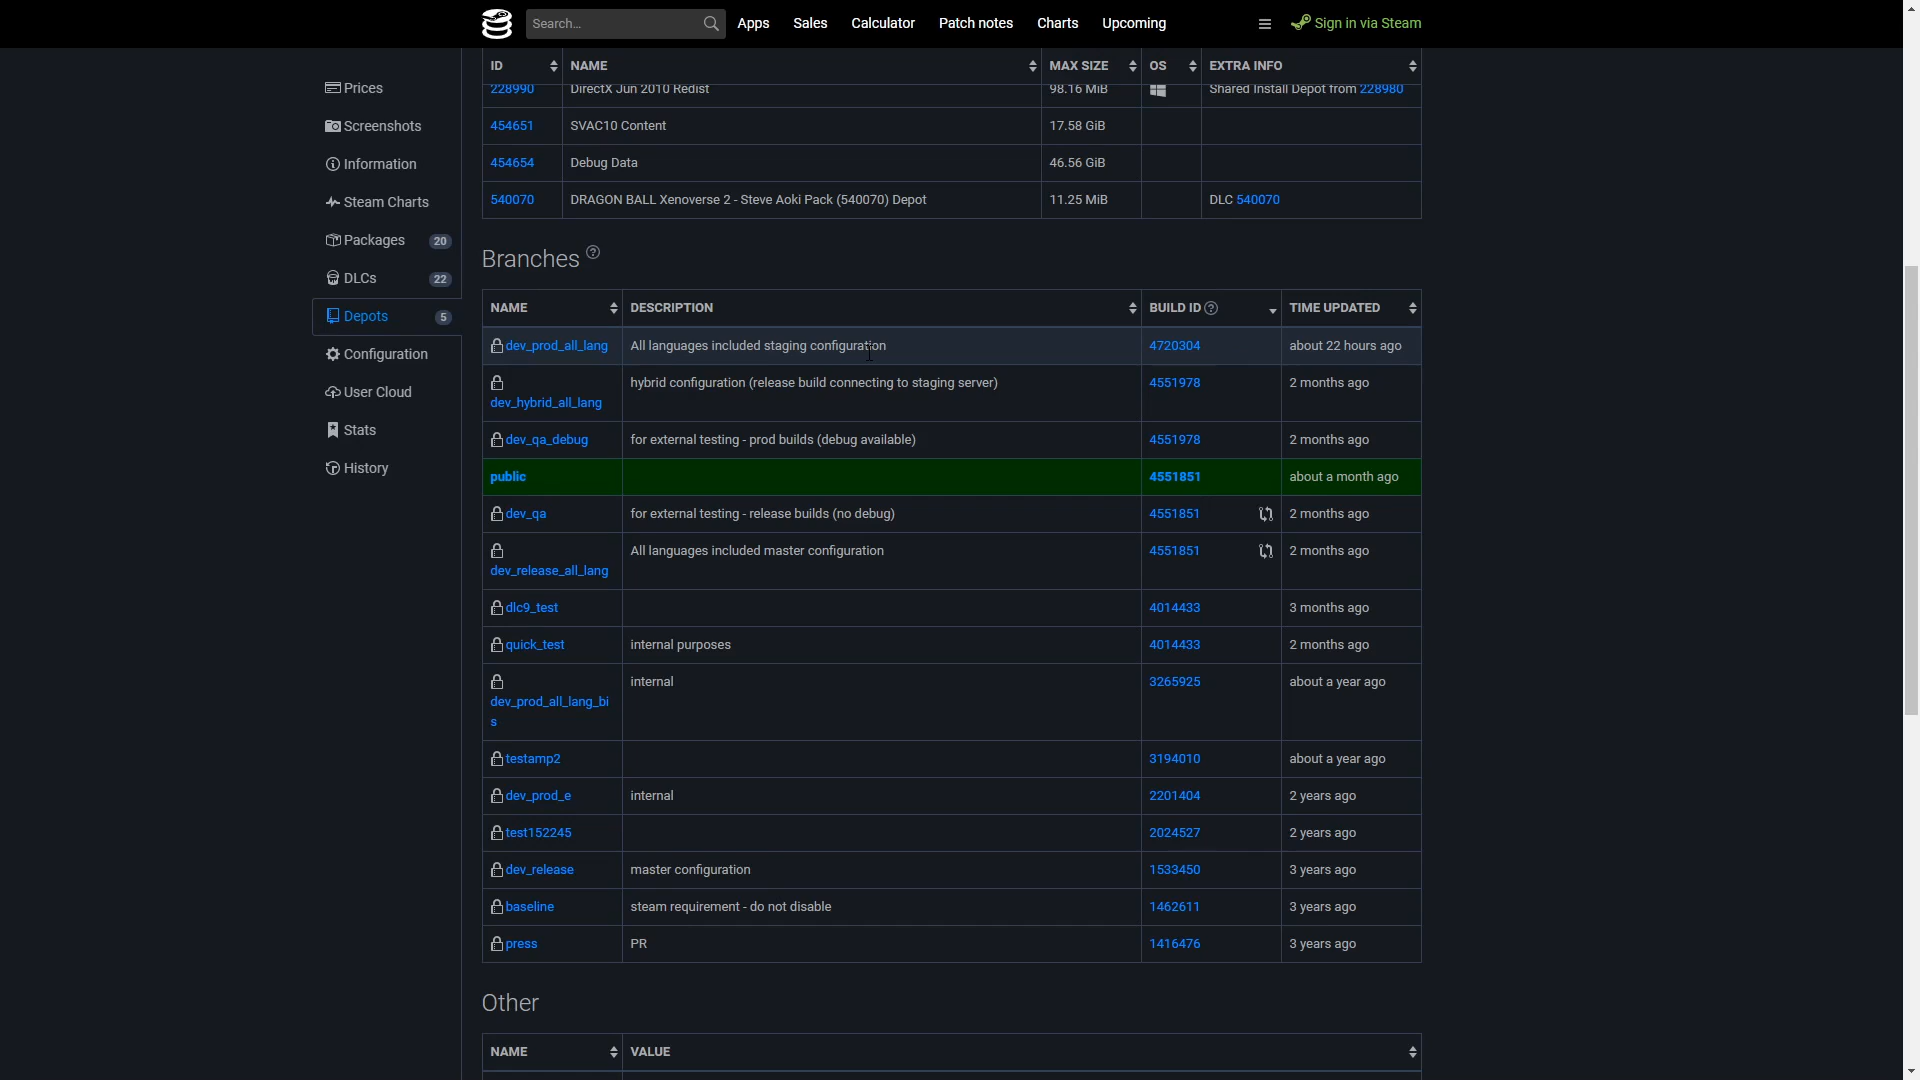 Search... Apps Sales Calculator Patch notes Charts Upcoming Sign in via Steam
Prices
Screenshots
Information
Steam Charts
Packages 20
DLCs 22
Depots 5
Configuration
User Cloud
Stats
History
ID NAME MAX SIZE OS EXTRA INFO
228990 DirectX Jun 2010 Redist 98.16 MiB Shared Install Depot from 228980
454651 SVAC10 Content 17.58 GiB
454654 Debug Data 46.56 GiB
540070 DRAGON BALL Xenoverse 2 - Steve Aoki Pack (540070) Depot 11.25 MiB DLC 540070
Branches
NAME DESCRIPTION BUILD ID TIME UPDATED
dev_prod_all_lang All languages included staging configuration 4720304 about 22 hours ago
hybrid configuration (release build connecting to staging server) 4551978 2 months ago
dev_hybrid_all_lang
dev_qa_debug for external testing - prod builds (debug available) 4551978 2 months ago
public 4551851 about a month ago
dev_qa for external testing - release builds (no debug) 4551851 2 months ago
All languages included master configuration 4551851 2 months ago
dev_release_all_lang
dlc9_test 4014433 3 months ago
quick_test internal purposes 4014433 2 months ago
internal 3265925 about a year ago
dev_prod_all_lang_bi
s
testamp2 3194010 about a year ago
dev_prod_e internal 2201404 2 years ago
test152245 2024527 2 years ago
dev_release master configuration 1533450 3 years ago
baseline steam requirement - do not disable 1462611 3 years ago
press PR 1416476 3 years ago
Other
NAME VALUE